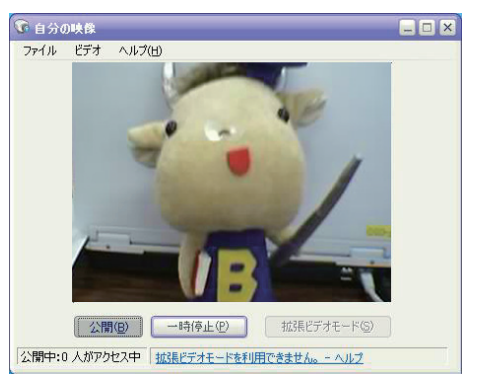 自分の映像
ファイル ビデオ ヘルプ(H)
B
公開(B) 一時停止(P) 拡張ビデオモード(S)
公開中:0 人がアクセス中 拡張ビデオモードを利用できません。 - ヘルプ